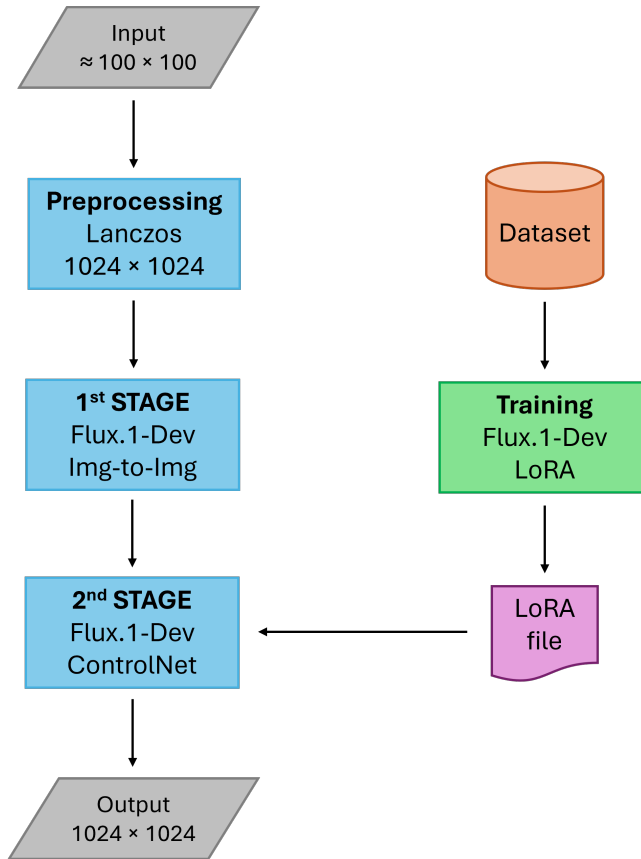 Input
≈ 100 × 100
Preprocessing
Lanczos
1024 × 1024
1st STAGE
Flux.1-Dev
Img-to-Img
2nd STAGE
Flux.1-Dev
ControlNet
Output
1024 × 1024
Dataset
Training
Flux.1-Dev
LoRA
LoRA
file